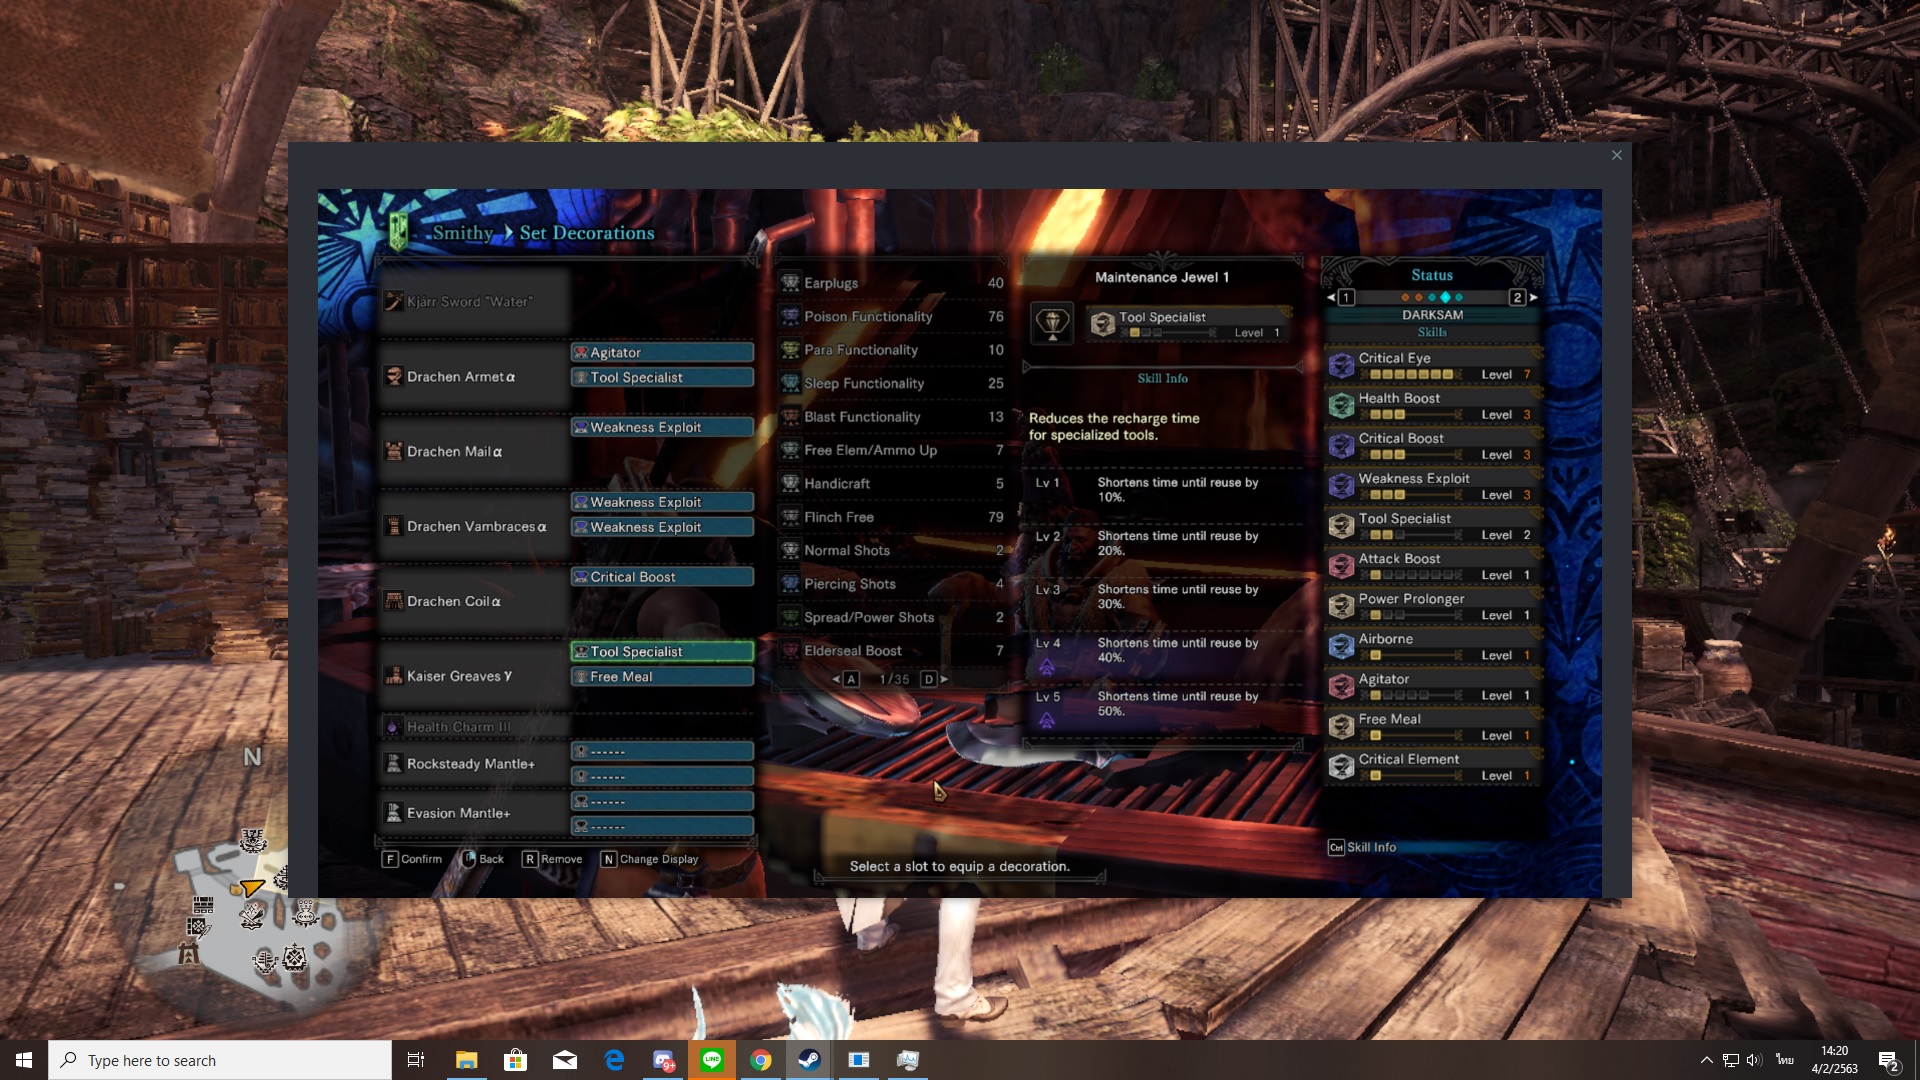 Smithy > Set Decorations
Kjárr Sword "Water"
Drachen Armet α
Agitator
Tool Specialist
Drachen Mail α
Weakness Exploit
Drachen Vambraces α
Weakness Exploit
Weakness Exploit
Drachen Coil α
Critical Boost
Kaiser Greaves γ
Tool Specialist
Free Meal
Health Charm III
Rocksteady Mantle+
------
------
Evasion Mantle+
------
------
F Confirm Back R Remove N Change Display
Earplugs 40
Poison Functionality 76
Para Functionality 10
Sleep Functionality 25
Blast Functionality 13
Free Elem/Ammo Up 7
Handicraft 5
Flinch Free 79
Normal Shots 2
Piercing Shots 4
Spread/Power Shots 2
Elderseal Boost 7
A 1/35 D
Select a slot to equip a decoration.
Maintenance Jewel 1
Tool Specialist
Level 1
Skill Info
Reduces the recharge time
for specialized tools.
Lv 1 Shortens time until reuse by
10%.
Lv 2 Shortens time until reuse by
20%.
Lv 3 Shortens time until reuse by
30%.
Lv 4 Shortens time until reuse by
40%.
Lv 5 Shortens time until reuse by
50%.
Status
1 2
DARKSAM
Skills
Critical Eye
Level 7
Health Boost
Level 3
Critical Boost
Level 3
Weakness Exploit
Level 3
Tool Specialist
Level 2
Attack Boost
Level 1
Power Prolonger
Level 1
Airborne
Level 1
Agitator
Level 1
Free Meal
Level 1
Critical Element
Level 1
Ctrl Skill Info
N
Type here to search
9+
LINE
ไทย
14:20
4/2/2563
2